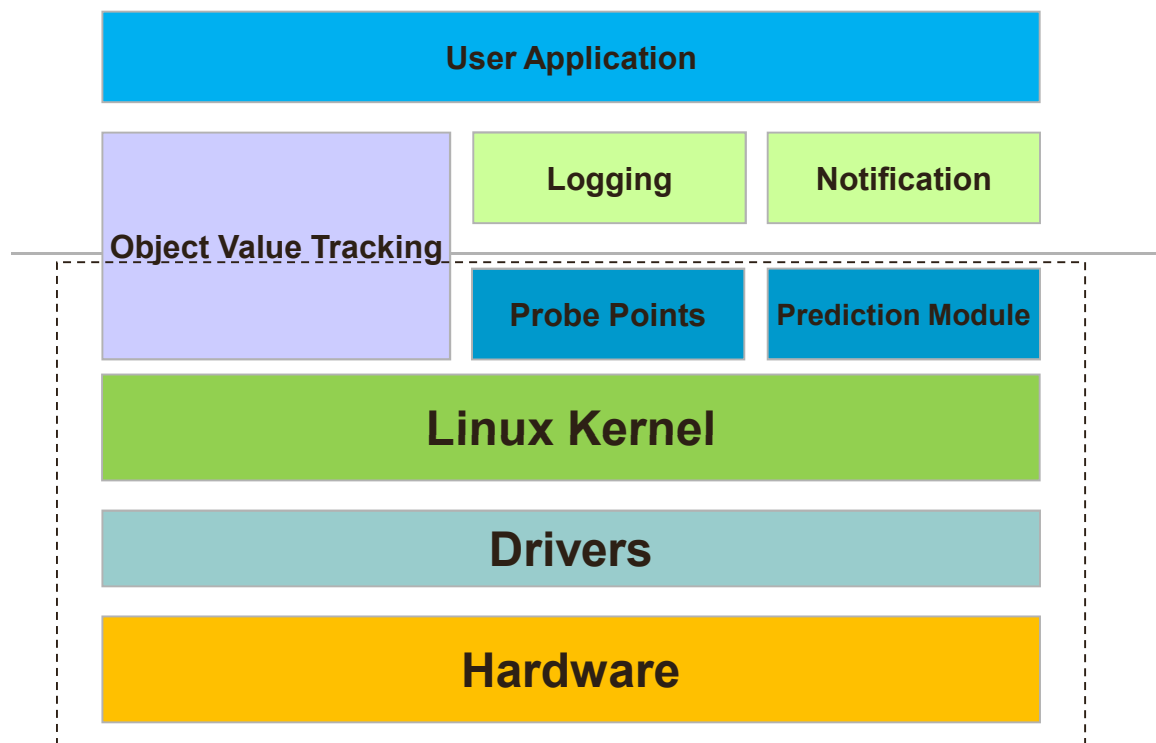 User Application
Logging
Notification
Object Value Tracking
Probe Points
Prediction Module
Linux Kernel
Drivers
Hardware